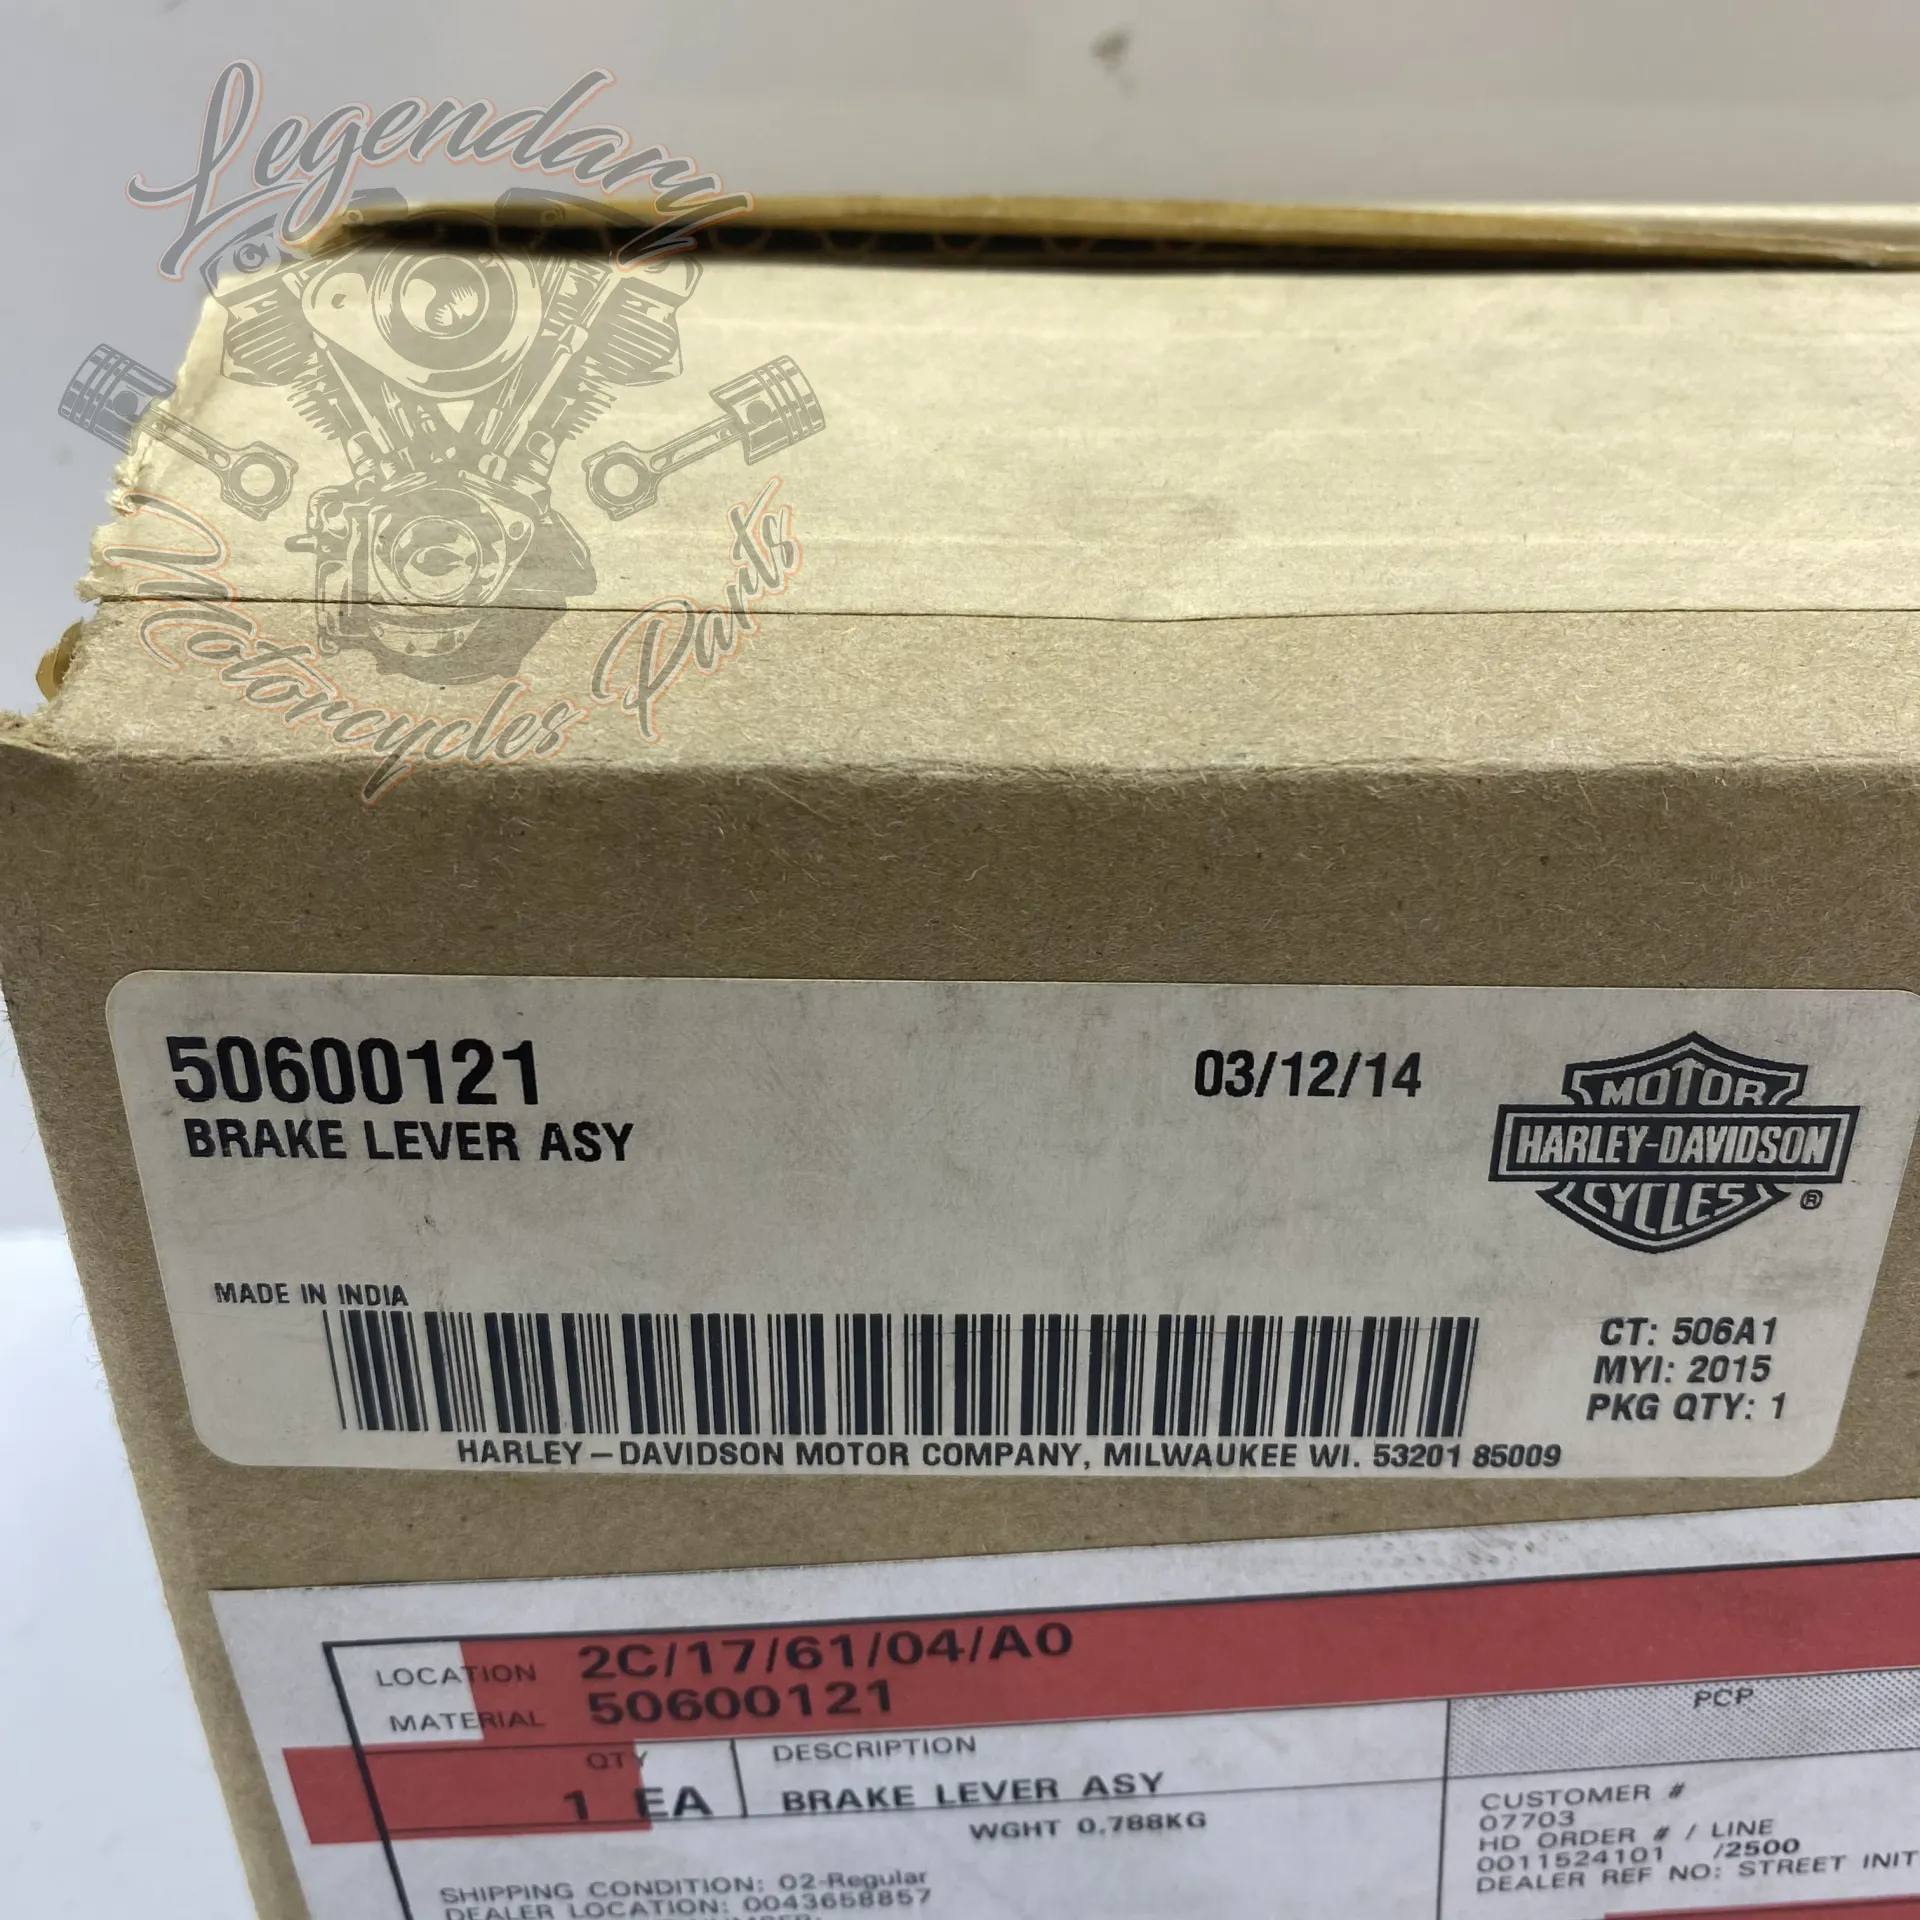 Legendary
Motorcycles Parts
50600121
BRAKE LEVER ASY
03/12/14
MOTOR
HARLEY-DAVIDSON
CYCLES ®
MADE IN INDIA
CT: 506A1
MYI: 2015
PKG QTY: 1
HARLEY–DAVIDSON MOTOR COMPANY, MILWAUKEE WI. 53201 85009
LOCATION 2C/17/61/04/A0
MATERIAL 50600121
PCP
QTY DESCRIPTION
1 EA BRAKE LEVER ASY
WGHT 0.788KG
CUSTOMER #
07703
HD ORDER # / LINE
0011524101 /2500
DEALER REF NO: STREET INIT
SHIPPING CONDITION: 02-Regular
DEALER LOCATION: 0043658857